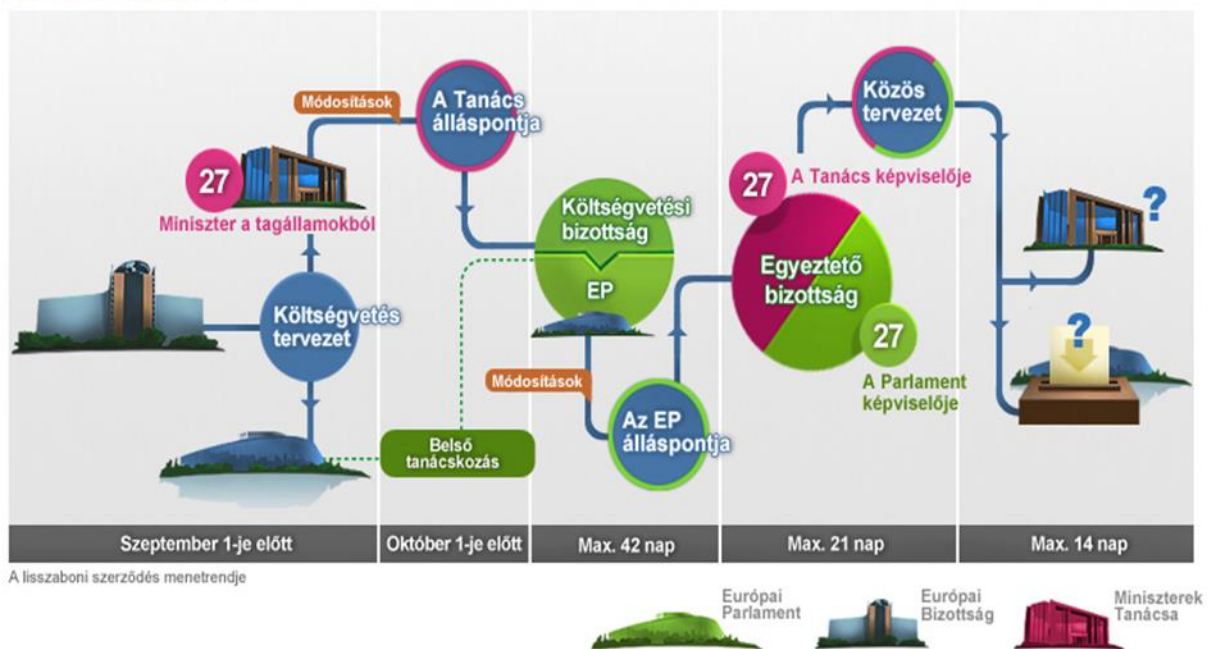 27
Miniszter a tagállamokból
Költségvetés
tervezet
Módosítások
A Tanács
álláspontja
Belső
tanácskozás
Költségvetési
bizottság
EP
Módosítások
Az EP
álláspontja
27
A Tanács képviselője
Egyeztető
bizottság
27
A Parlament
képviselője
Közös
tervezet
?
?
Szeptember 1-je előtt
Október 1-je előtt
Max. 42 nap
Max. 21 nap
Max. 14 nap
A lisszaboni szerződés menetrendje
Európai
Parlament
Európai
Bizottság
Miniszterek
Tanácsa